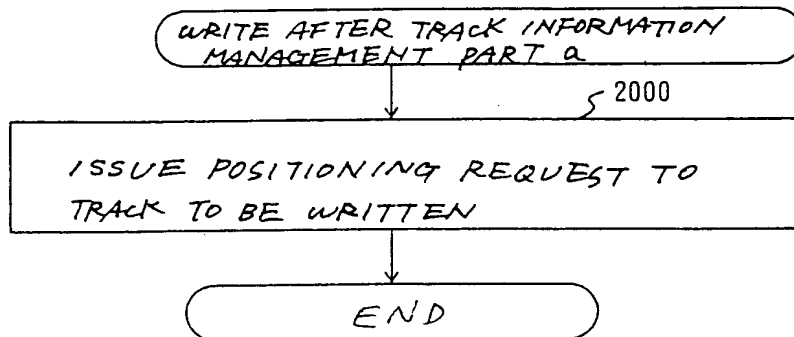 WRITE AFTER TRACK INFORMATION
MANAGEMENT PART a
2000
ISSUE POSITIONING REQUEST TO
TRACK TO BE WRITTEN
END